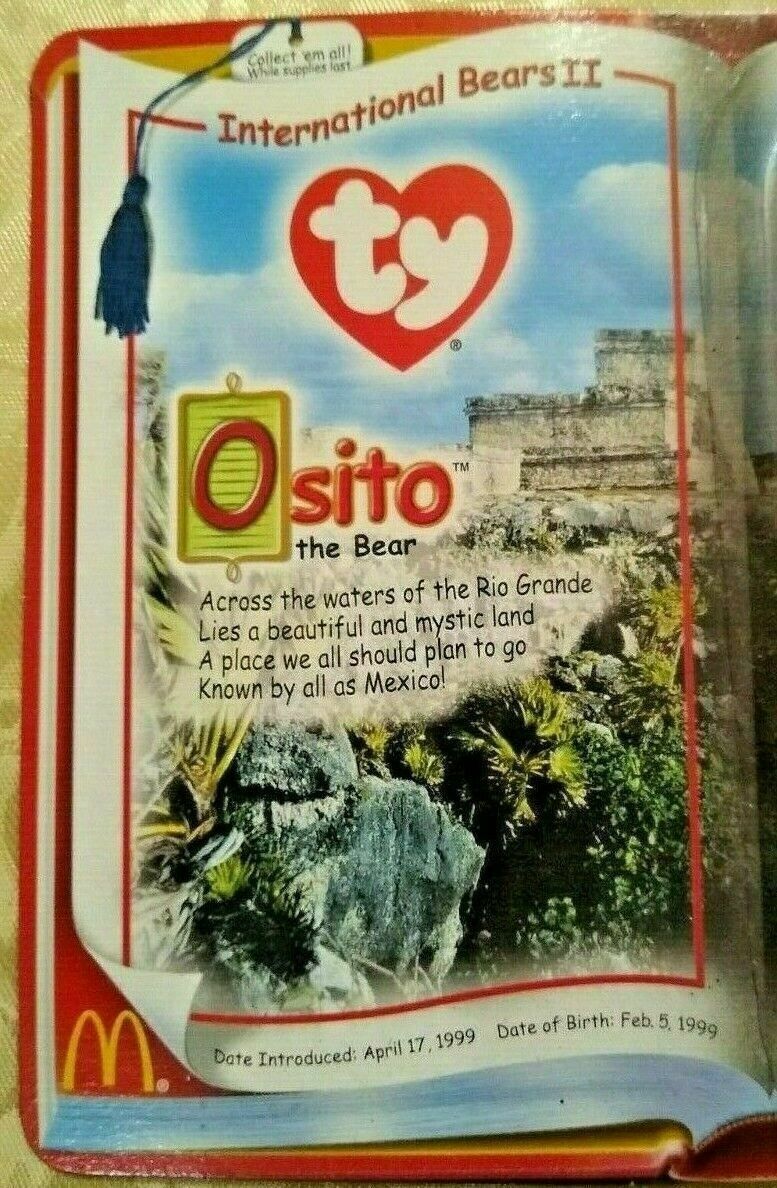 Collect 'em all!
While supplies last
International Bears II
ty
®
Osito™
the Bear
Across the waters of the Rio Grande
Lies a beautiful and mystic land
A place we all should plan to go
Known by all as Mexico!
Date Introduced: April 17, 1999 Date of Birth: Feb. 5, 1999
M®